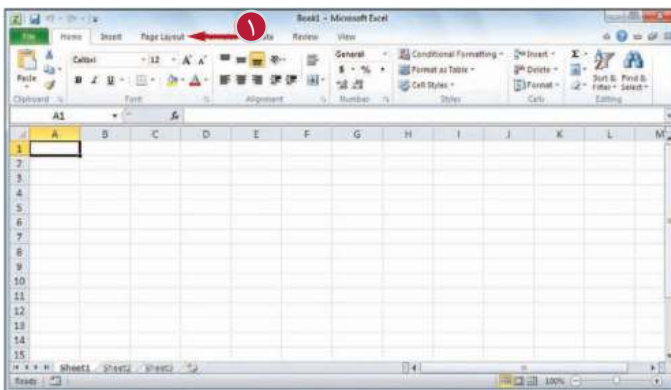 Book1 - Microsoft Excel
File Home Insert Page Layout Review View
Paste Calibri 12 A A General Conditional Formatting Insert Σ
B I U A $ % , Format as Table Delete Sort & Filter Find & Select
Cell Styles Format
Clipboard Font Alignment Number Styles Cells Editing
A1 fx
A B C D E F G H I J K L M
1
2
3
4
5
6
7
8
9
10
11
12
13
14
15
Sheet1 Sheet2 Sheet3
Ready 100%
١